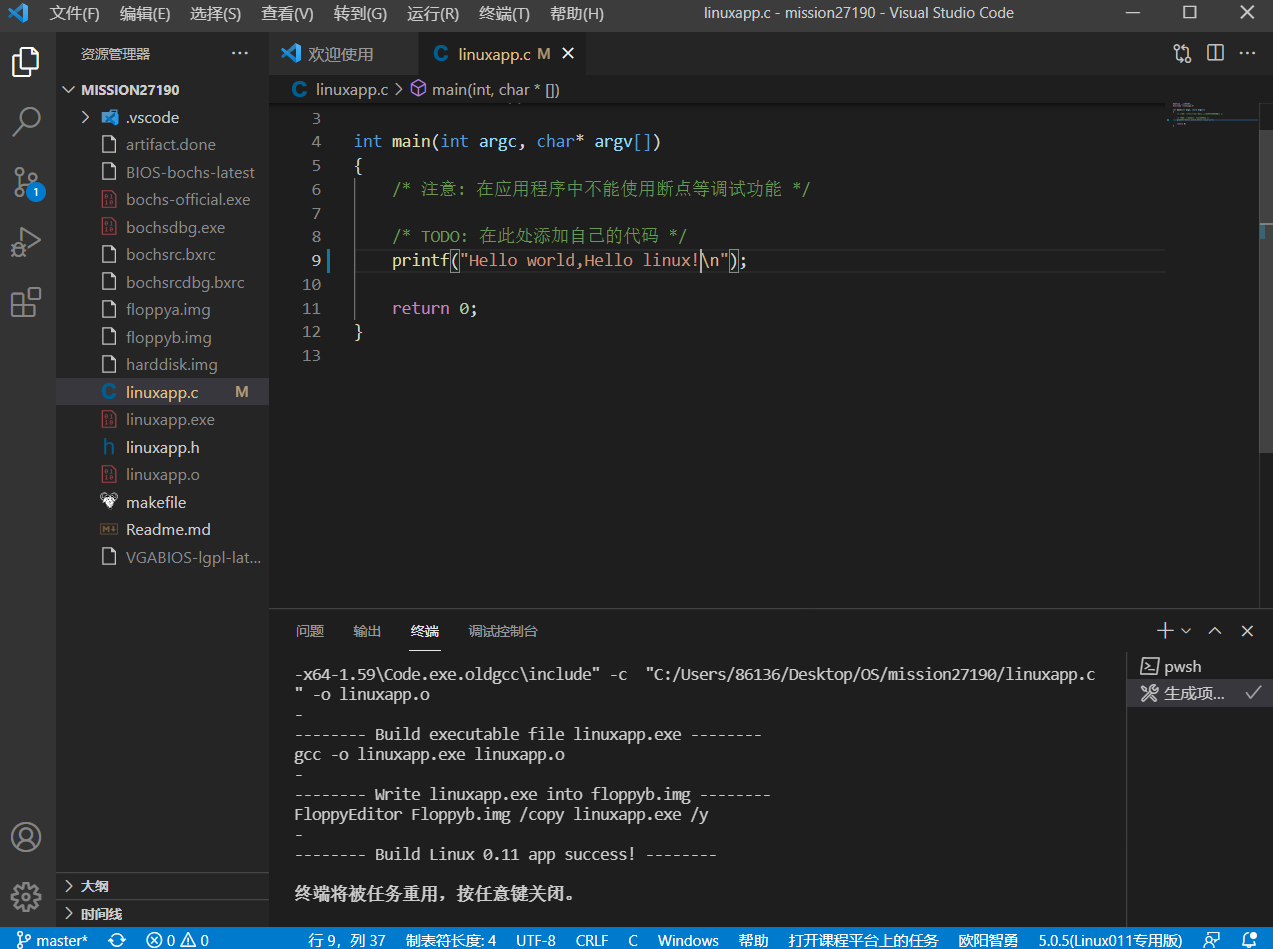 文件(F) 编辑(E) 选择(S) 查看(V) 转到(G) 运行(R) 终端(T) 帮助(H) linuxapp.c - mission27190 - Visual Studio Code
资源管理器 ···
MISSION27190
.vscode
artifact.done
BIOS-bochs-latest
bochs-official.exe
bochsdbg.exe
bochsrc.bxrc
bochsrcdbg.bxrc
floppya.img
floppyb.img
harddisk.img
C linuxapp.c M
linuxapp.exe
h linuxapp.h
linuxapp.o
makefile
Readme.md
VGABIOS-lgpl-lat...
大纲
时间线
1
欢迎使用 C linuxapp.c M
C linuxapp.c > main(int, char * [])
3
4 int main(int argc, char* argv[])
5 {
6 /* 注意: 在应用程序中不能使用断点等调试功能 */
7
8 /* TODO: 在此处添加自己的代码 */
9 printf("Hello world,Hello linux!\n");
10
11 return 0;
12 }
13
问题 输出 终端 调试控制台
-x64-1.59\Code.exe.oldgcc\include" -c "C:/Users/86136/Desktop/OS/mission27190/linuxapp.c
" -o linuxapp.o
-
-------- Build executable file linuxapp.exe --------
gcc -o linuxapp.exe linuxapp.o
-
-------- Write linuxapp.exe into floppyb.img --------
FloppyEditor Floppyb.img /copy linuxapp.exe /y
-
-------- Build Linux 0.11 app success! --------
终端将被任务重用，按任意键关闭。
pwsh
生成项...
master* 0 0 行 9，列 37 制表符长度: 4 UTF-8 CRLF C Windows 帮助 打开课程平台上的任务 欧阳智勇 5.0.5(Linux011专用版)